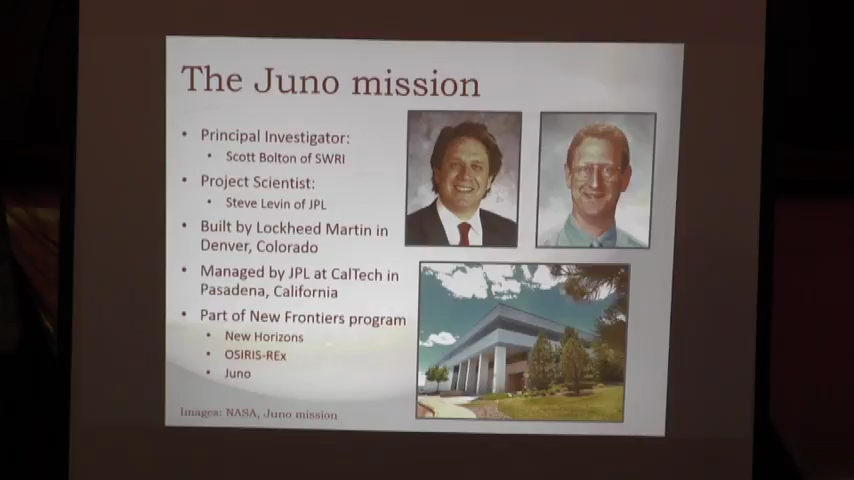 The Juno mission
• Principal Investigator:
• Scott Bolton of SWRI
• Project Scientist:
• Steve Levin of JPL
• Built by Lockheed Martin in
Denver, Colorado
• Managed by JPL at CalTech in
Pasadena, California
• Part of New Frontiers program
• New Horizons
• OSIRIS-REx
• Juno
Images: NASA, Juno mission